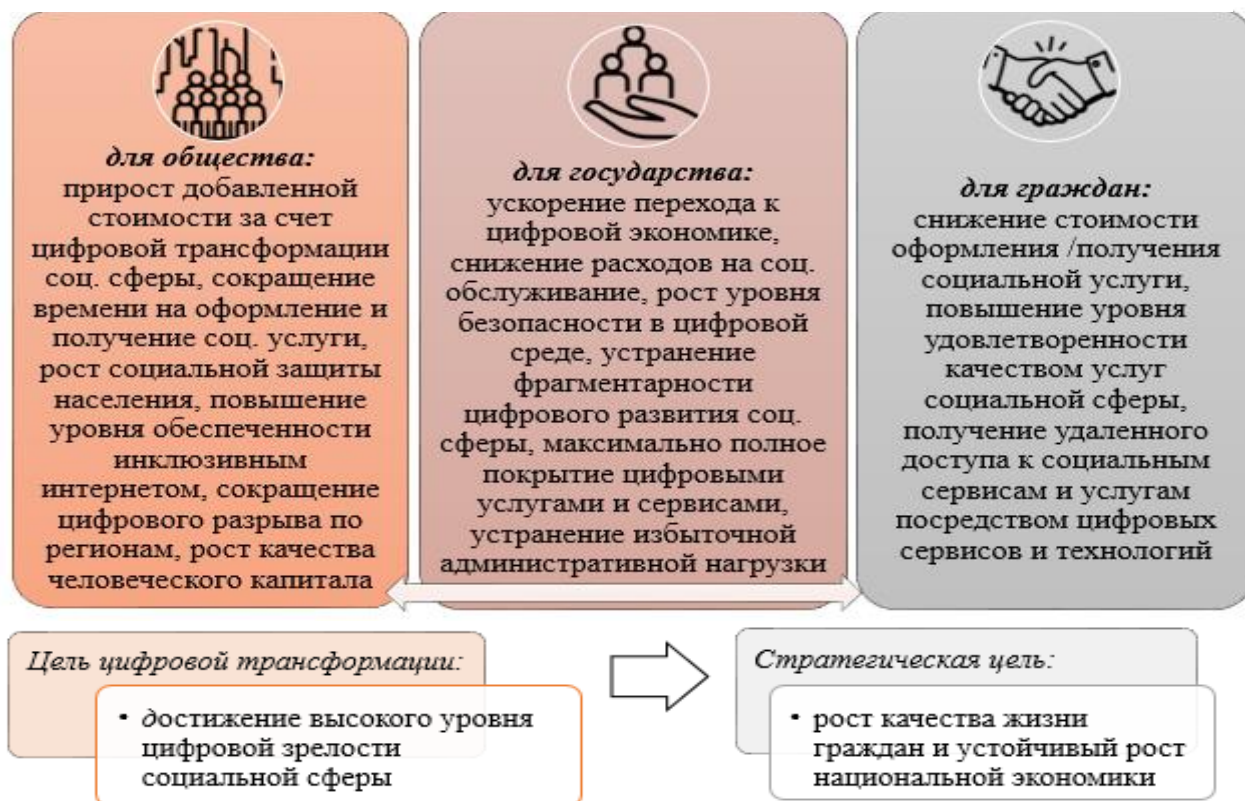 для общества:
прирост добавленной
стоимости за счет
цифровой трансформации
соц. сферы, сокращение
времени на оформление и
получение соц. услуги,
рост социальной защиты
населения, повышение
уровня обеспеченности
инклюзивным
интернетом, сокращение
цифрового разрыва по
регионам, рост качества
человеческого капитала
для государства:
ускорение перехода к
цифровой экономике,
снижение расходов на соц.
обслуживание, рост уровня
безопасности в цифровой
среде, устранение
фрагментарности
цифрового развития соц.
сферы, максимально полное
покрытие цифровыми
услугами и сервисами,
устранение избыточной
административной нагрузки
для граждан:
снижение стоимости
оформления /получения
социальной услуги,
повышение уровня
удовлетворенности
качеством услуг
социальной сферы,
получение удаленного
доступа к социальным
сервисам и услугам
посредством цифровых
сервисов и технологий
Цель цифровой трансформации:
• достижение высокого уровня
цифровой зрелости
социальной сферы
Стратегическая цель:
• рост качества жизни
граждан и устойчивый рост
национальной экономики